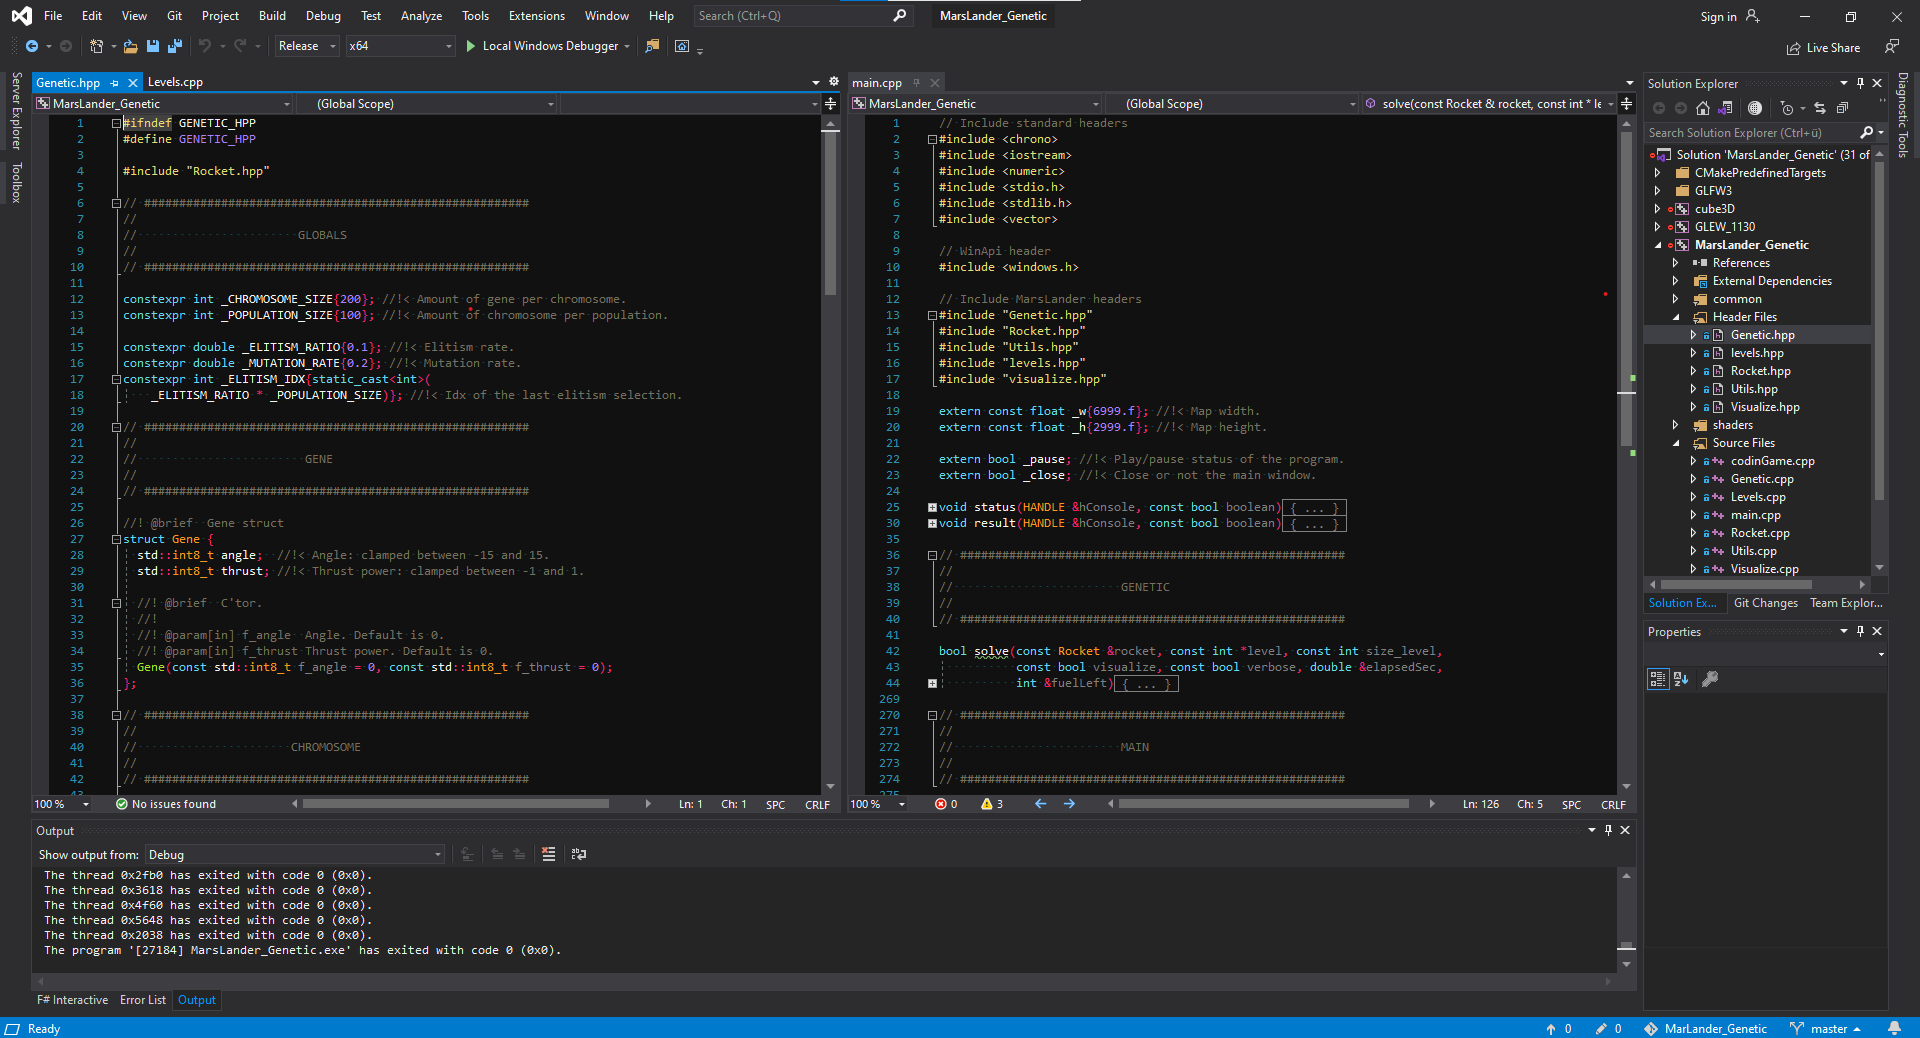 File Edit View Git Project Build Debug Test Analyze Tools Extensions Window Help Search (Ctrl+Q) MarsLander_Genetic Sign in
Release x64 Local Windows Debugger Live Share
Server Explorer
Toolbox
Genetic.hpp Levels.cpp
MarsLander_Genetic (Global Scope)
1 #ifndef GENETIC_HPP
2 #define GENETIC_HPP
3
4 #include "Rocket.hpp"
5
6 // #######################################################
7 //
8 // GLOBALS
9 //
10 // #######################################################
11
12 constexpr int _CHROMOSOME_SIZE{200}; //!< Amount of gene per chromosome.
13 constexpr int _POPULATION_SIZE{100}; //!< Amount of chromosome per population.
14
15 constexpr double _ELITISM_RATIO{0.1}; //!< Elitism rate.
16 constexpr double _MUTATION_RATE{0.2}; //!< Mutation rate.
17 constexpr int _ELITISM_IDX{static_cast<int>(
18 _ELITISM_RATIO * _POPULATION_SIZE)}; //!< Idx of the last elitism selection.
19
20 // #######################################################
21 //
22 // GENE
23 //
24 // #######################################################
25
26 //! @brief Gene struct
27 struct Gene {
28 std::int8_t angle; //!< Angle: clamped between -15 and 15.
29 std::int8_t thrust; //!< Thrust power: clamped between -1 and 1.
30
31 //! @brief C'tor.
32 //!
33 //! @param[in] f_angle Angle. Default is 0.
34 //! @param[in] f_thrust Thrust power. Default is 0.
35 Gene(const std::int8_t f_angle = 0, const std::int8_t f_thrust = 0);
36 };
37
38 // #######################################################
39 //
40 // CHROMOSOME
41 //
42 // #######################################################
43
100 % No issues found Ln: 1 Ch: 1 SPC CRLF
main.cpp
MarsLander_Genetic (Global Scope) solve(const Rocket & rocket, const int * le
1 // Include standard headers
2 #include <chrono>
3 #include <iostream>
4 #include <numeric>
5 #include <stdio.h>
6 #include <stdlib.h>
7 #include <vector>
8
9 // WinApi header
10 #include <windows.h>
11
12 // Include MarsLander headers
13 #include "Genetic.hpp"
14 #include "Rocket.hpp"
15 #include "Utils.hpp"
16 #include "levels.hpp"
17 #include "visualize.hpp"
18
19 extern const float _w{6999.f}; //!< Map width.
20 extern const float _h{2999.f}; //!< Map height.
21
22 extern bool _pause; //!< Play/pause status of the program.
23 extern bool _close; //!< Close or not the main window.
24
25 void status(HANDLE &hConsole, const bool boolean){ ... }
30 void result(HANDLE &hConsole, const bool boolean){ ... }
35
36 // #######################################################
37 //
38 // GENETIC
39 //
40 // #######################################################
41
42 bool solve(const Rocket &rocket, const int *level, const int size_level,
43 const bool visualize, const bool verbose, double &elapsedSec,
44 int &fuelLeft){ ... }
269
270 // #######################################################
271 //
272 // MAIN
273 //
274 // #######################################################
275
100 % 0 3 Ln: 126 Ch: 5 SPC CRLF
Solution Explorer
Search Solution Explorer (Ctrl+ü)
Solution 'MarsLander_Genetic' (31 of
CMakePredefinedTargets
GLFW3
cube3D
GLEW_1130
MarsLander_Genetic
References
External Dependencies
common
Header Files
Genetic.hpp
levels.hpp
Rocket.hpp
Utils.hpp
Visualize.hpp
shaders
Source Files
codinGame.cpp
Genetic.cpp
Levels.cpp
main.cpp
Rocket.cpp
Utils.cpp
Visualize.cpp
Solution Ex... Git Changes Team Explor...
Properties
Diagnostic Tools
Output
Show output from: Debug
The thread 0x2fb0 has exited with code 0 (0x0).
The thread 0x3618 has exited with code 0 (0x0).
The thread 0x4f60 has exited with code 0 (0x0).
The thread 0x5648 has exited with code 0 (0x0).
The thread 0x2038 has exited with code 0 (0x0).
The program '[27184] MarsLander_Genetic.exe' has exited with code 0 (0x0).
F# Interactive Error List Output
Ready 0 0 MarLander_Genetic master